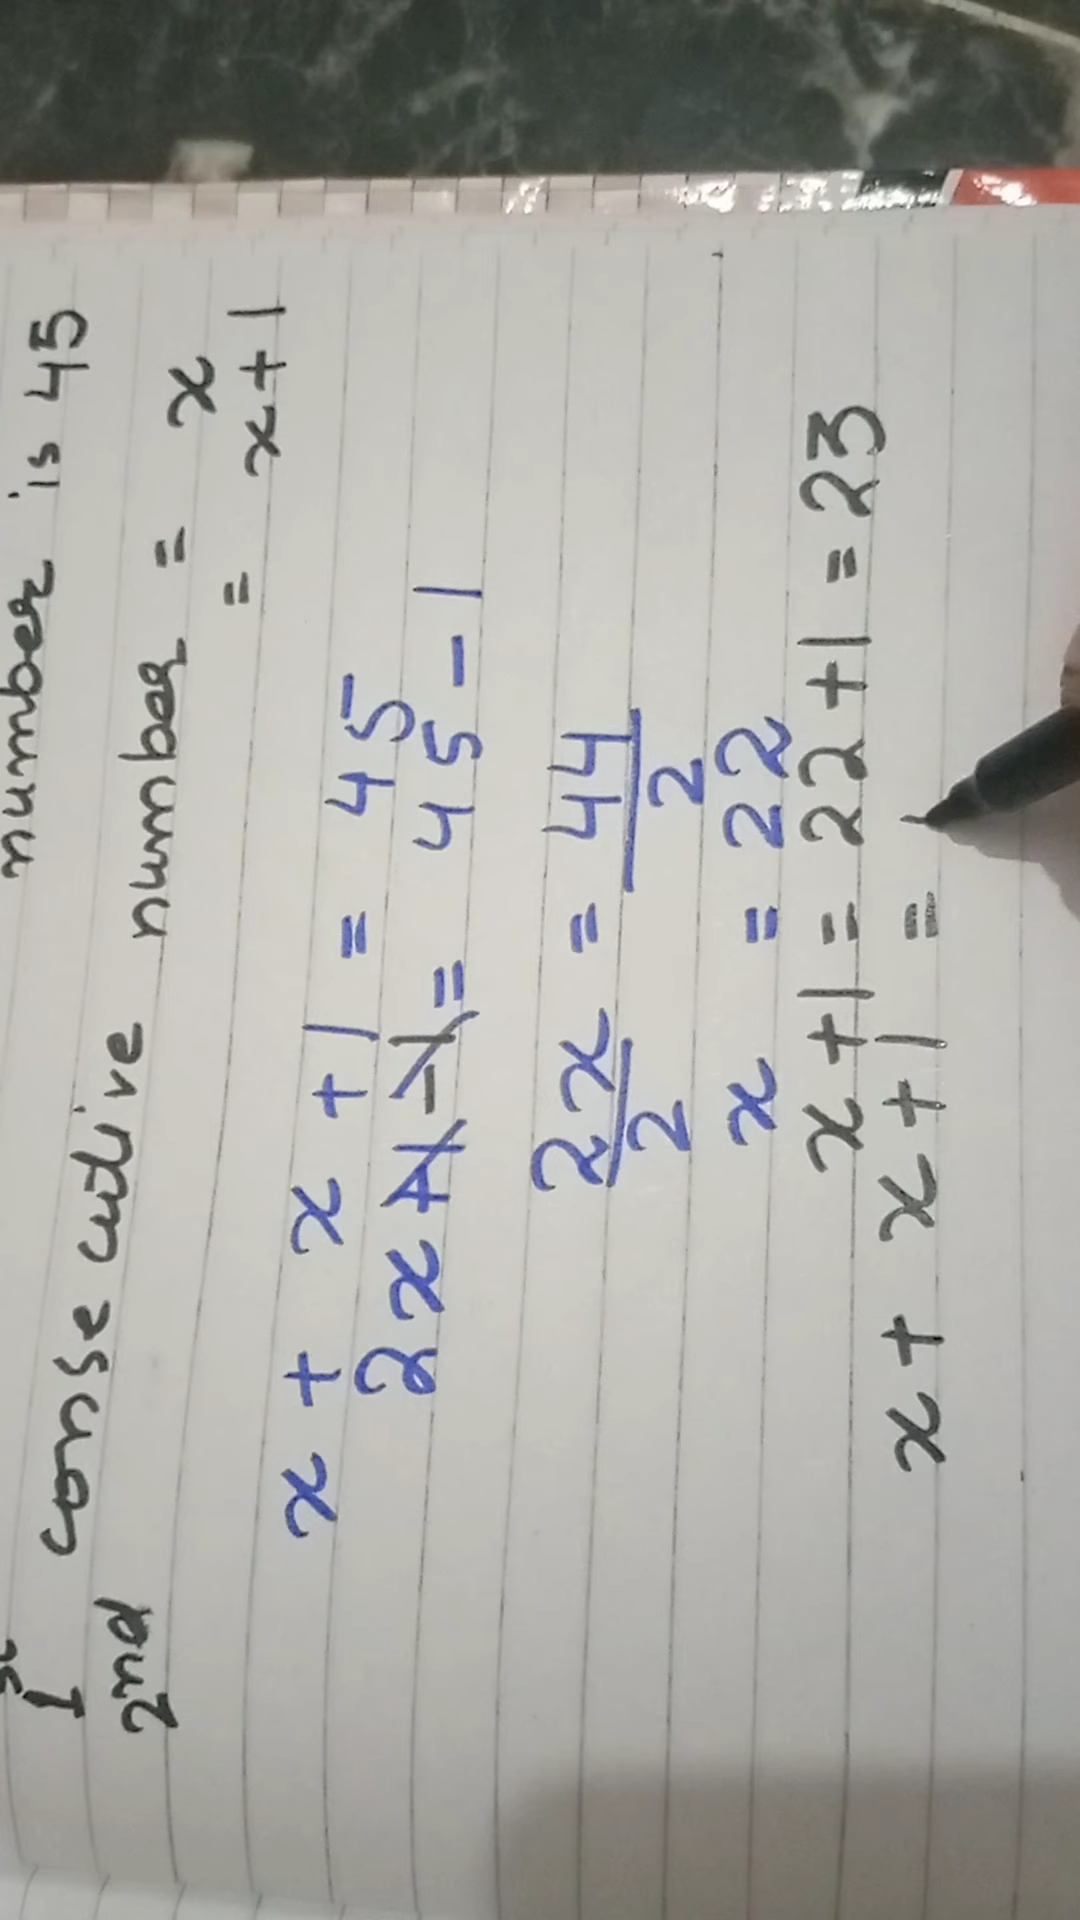 number is 45
1st consecutive number = x
2nd = x+1
x + x + 1 = 45
2x+1-1 = 45-1
2x/2 = 44/2
x = 22
x+1 = 22+1 = 23
x + x+1 =